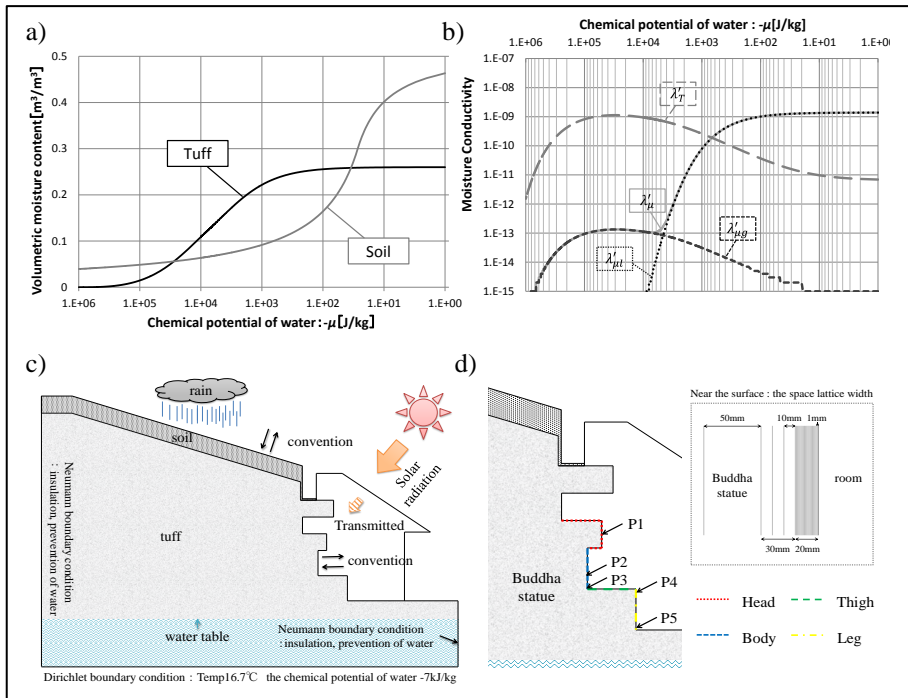 a)
0.5
0.4
0.3
0.2
0.1
0
Volumetric moisture content[m³/m³]
Tuff
Soil
1.E+06 1.E+05 1.E+04 1.E+03 1.E+02 1.E+01 1.E+00
Chemical potential of water : -μ[J/kg]
b)
Chemical potential of water: -μ[J/kg]
1.E+06 1.E+05 1.E+04 1.E+03 1.E+02 1.E+01 1.E+00
1.E-07
1.E-08
1.E-09
1.E-10
1.E-11
1.E-12
1.E-13
1.E-14
1.E-15
Moisture Conductivity
λ'T
λ'μ
λ'μg
λ'μl
c)
rain
soil
convention
Solar radiation
Transmitted
convention
tuff
Neumann boundary condition
: insulation, prevention of water
water table
Neumann boundary condition
: insulation, prevention of water
Dirichlet boundary condition : Temp16.7℃ the chemical potential of water -7kJ/kg
d)
Near the surface : the space lattice width
50mm
10mm
1mm
Buddha
statue
room
30mm
20mm
P1
P2
P3
P4
P5
Buddha
statue
Head
Thigh
Body
Leg